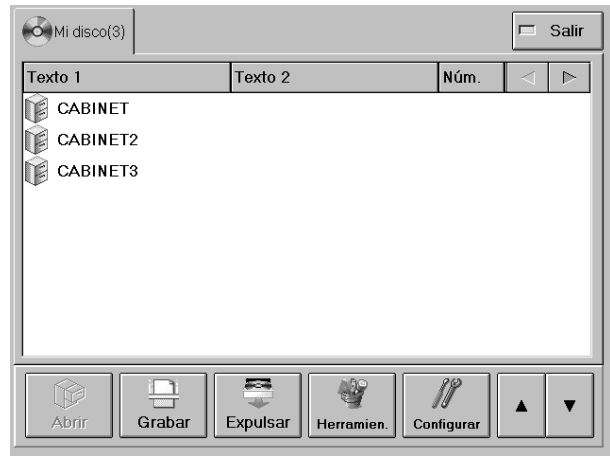 Mi disco(3)
Salir
Texto 1 Texto 2 Núm.
CABINET
CABINET2
CABINET3
Abrir Grabar Expulsar Herramien. Configurar